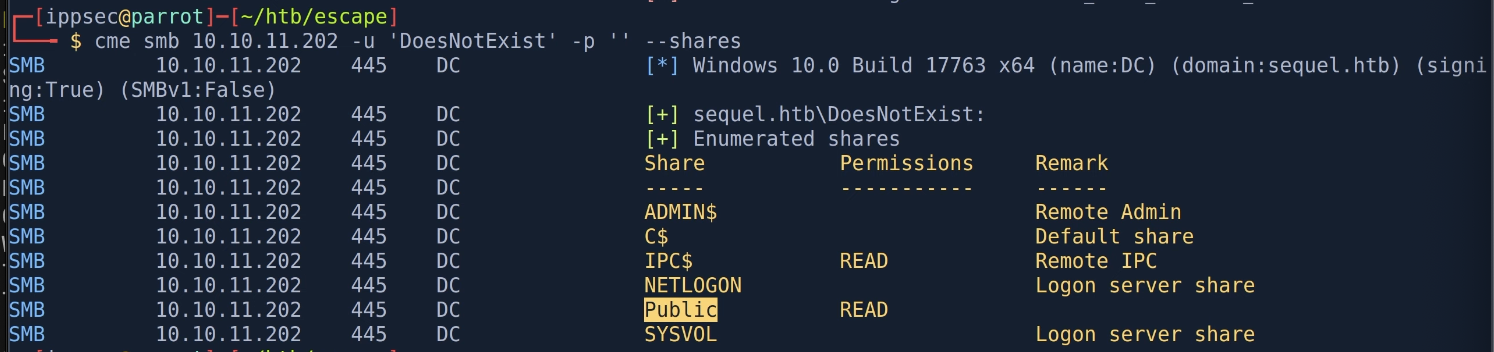 [ippsec@parrot]─[~/htb/escape]
$ cme smb 10.10.11.202 -u 'DoesNotExist' -p '' --shares
SMB 10.10.11.202 445 DC [*] Windows 10.0 Build 17763 x64 (name:DC) (domain:sequel.htb) (signi
ng:True) (SMBv1:False)
SMB 10.10.11.202 445 DC [+] sequel.htb\DoesNotExist:
SMB 10.10.11.202 445 DC [+] Enumerated shares
SMB 10.10.11.202 445 DC Share Permissions Remark
SMB 10.10.11.202 445 DC ----- ----------- ------
SMB 10.10.11.202 445 DC ADMIN$ Remote Admin
SMB 10.10.11.202 445 DC C$ Default share
SMB 10.10.11.202 445 DC IPC$ READ Remote IPC
SMB 10.10.11.202 445 DC NETLOGON Logon server share
SMB 10.10.11.202 445 DC Public READ
SMB 10.10.11.202 445 DC SYSVOL Logon server share